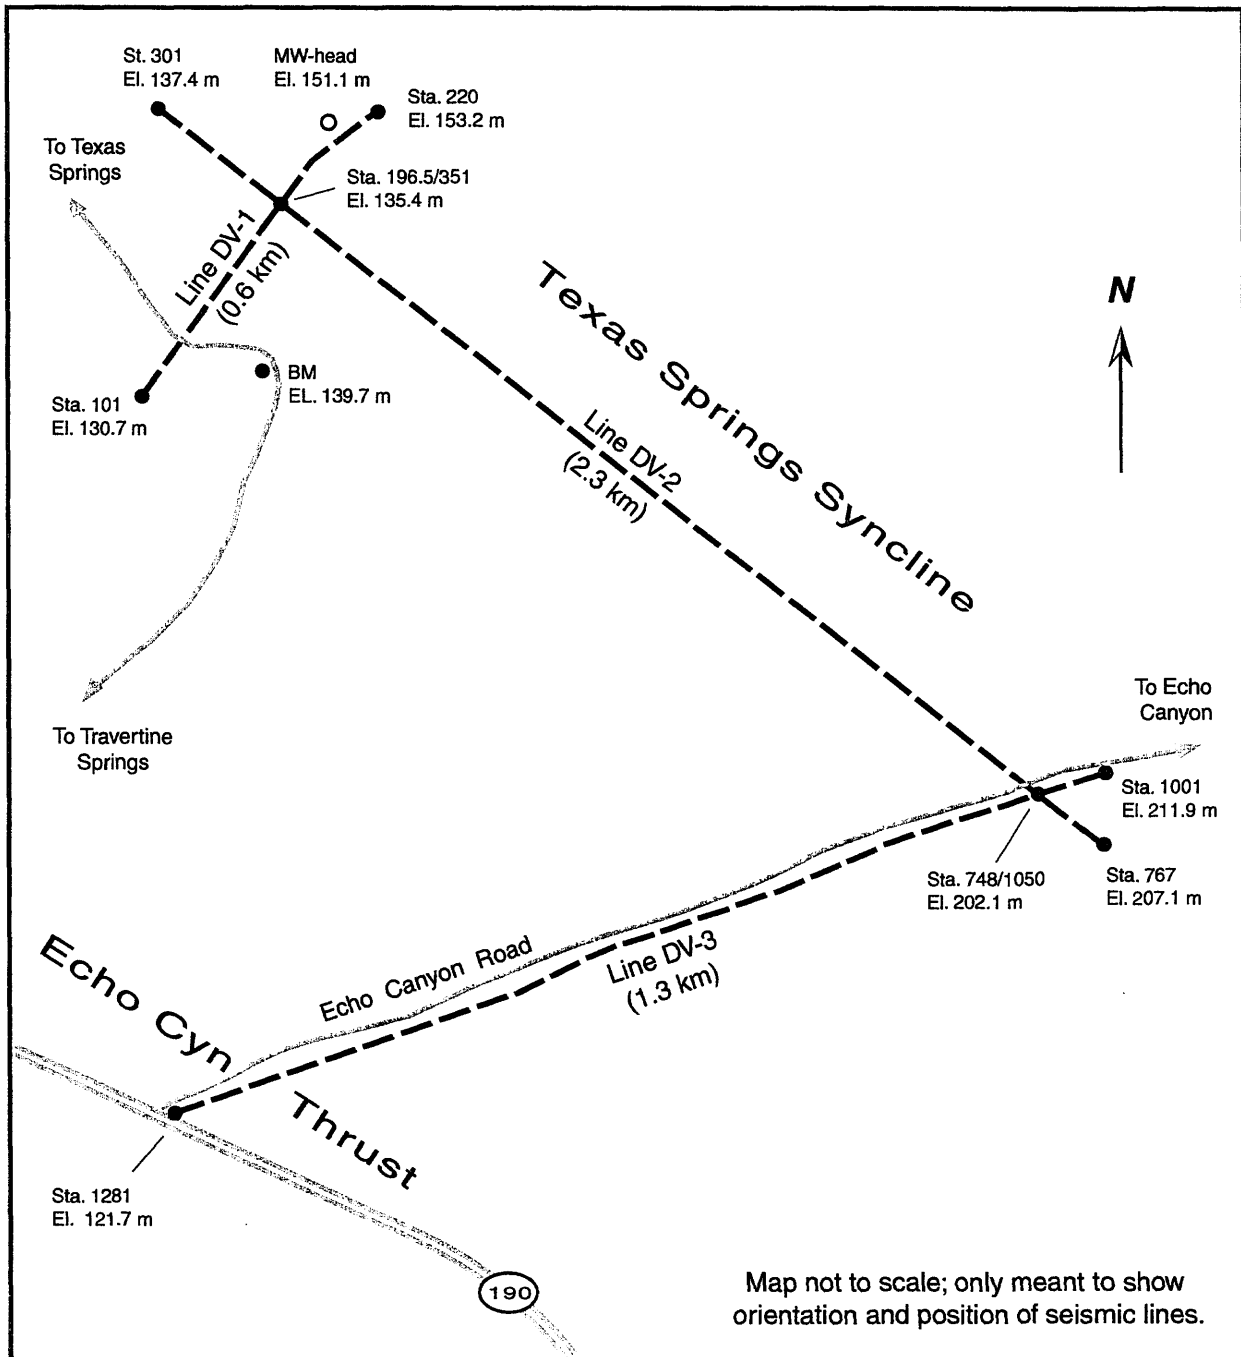 St. 301
El. 137.4 m
MW-head
El. 151.1 m
Sta. 220
El. 153.2 m
To Texas
Springs
Sta. 196.5/351
El. 135.4 m
Line DV-1
(0.6 km)
N
Texas Springs Syncline
BM
EL. 139.7 m
Sta. 101
El. 130.7 m
Line DV-2
(2.3 km)
To Travertine
Springs
To Echo
Canyon
Sta. 1001
El. 211.9 m
Sta. 748/1050
El. 202.1 m
Sta. 767
El. 207.1 m
Echo Canyon Road
Line DV-3
(1.3 km)
Echo Cyn
Thrust
Sta. 1281
El. 121.7 m
190
Map not to scale; only meant to show
orientation and position of seismic lines.